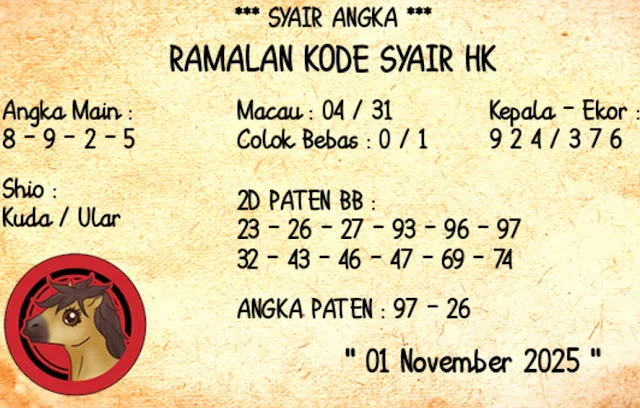 *** SYAIR ANGKA ***
RAMALAN KODE SYAIR HK
Angka Main :
8 - 9 - 2 - 5
Macau : 04 / 31
Colok Bebas : 0 / 1
Kepala - Ekor :
9 2 4 / 3 7 6
Shio :
Kuda / Ular
2D PATEN BB :
23 - 26 - 27 - 93 - 96 - 97
32 - 43 - 46 - 47 - 69 - 74
ANGKA PATEN : 97 - 26
" 01 November 2025 "